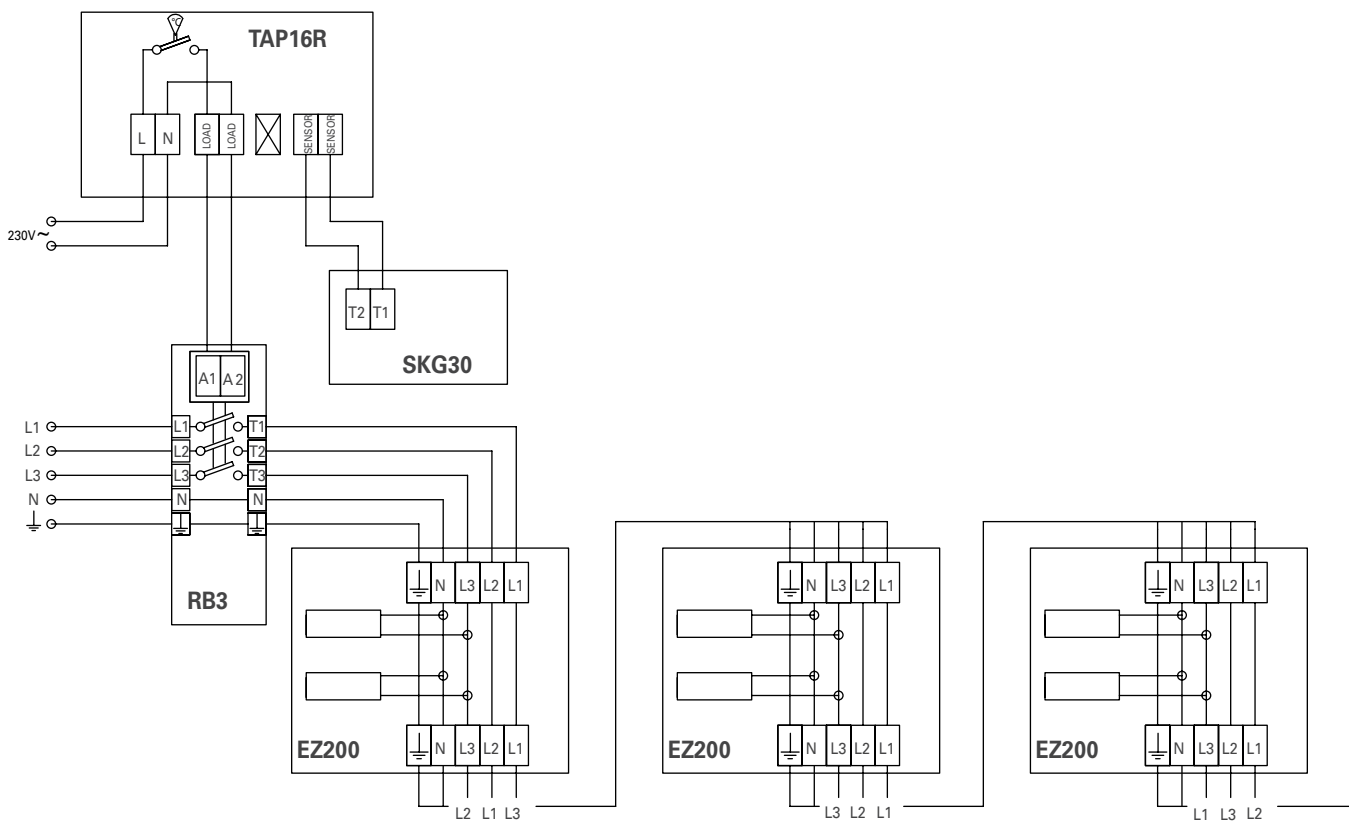 °C
TAP16R
L N LOAD LOAD SENSOR SENSOR
230V~
T2 T1
SKG30
A1 A2
L1 L1 T1
L2 L2 T2
L3 L3 T3
N N N
RB3
N L3 L2 L1
N L3 L2 L1
N L3 L2 L1
EZ200 N L3 L2 L1
EZ200 N L3 L2 L1
EZ200 N L3 L2 L1
L2 L1 L3
L3 L2 L1
L1 L3 L2